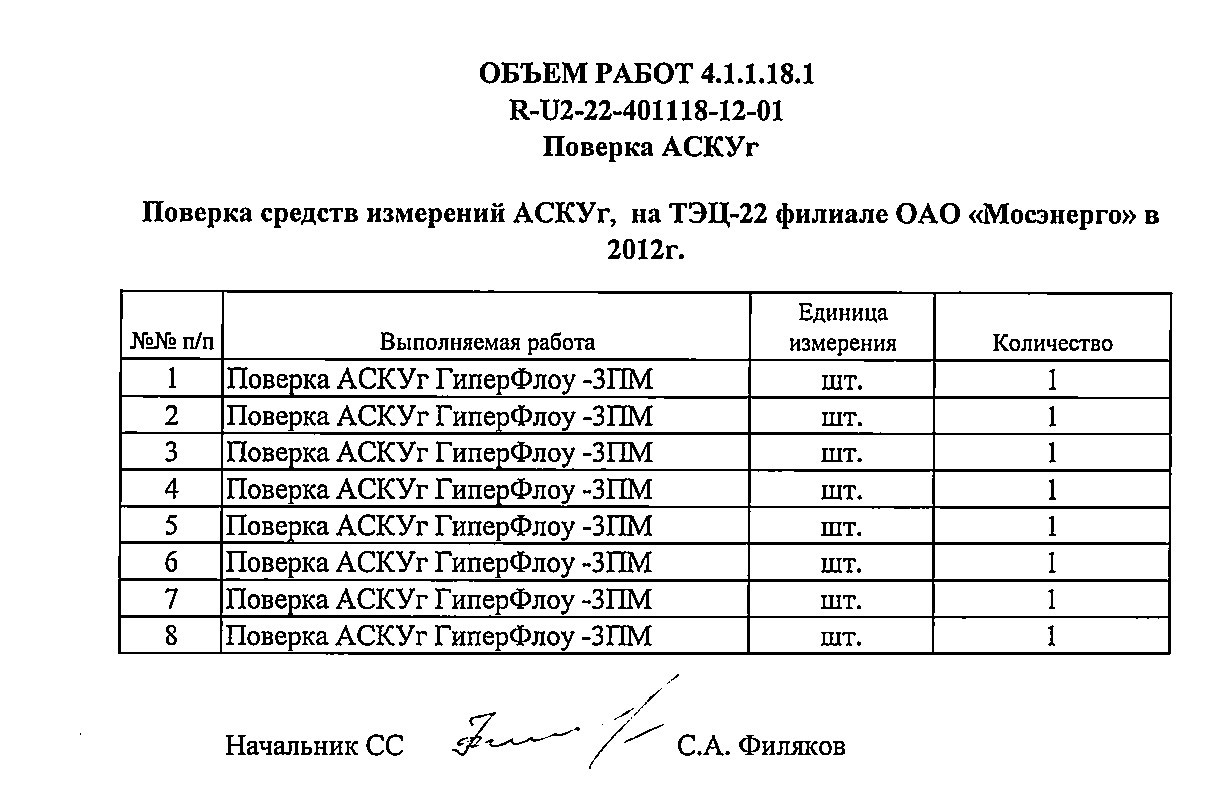 ОБЪЕМ РАБОТ 4.1.1.18.1
R-U2-22-401118-12-01
Поверка АСКУг
Поверка средств измерений АСКУг, на ТЭЦ-22 филиале ОАО «Мосэнерго» в
2012г.
№№ п/п Выполняемая работа Единица измерения Количество
1 Поверка АСКУг ГиперФлоу -3ПМ шт. 1
2 Поверка АСКУг ГиперФлоу -3ПМ шт. 1
3 Поверка АСКУг ГиперФлоу -3ПМ шт. 1
4 Поверка АСКУг ГиперФлоу -3ПМ шт. 1
5 Поверка АСКУг ГиперФлоу -3ПМ шт. 1
6 Поверка АСКУг ГиперФлоу -3ПМ шт. 1
7 Поверка АСКУг ГиперФлоу -3ПМ шт. 1
8 Поверка АСКУг ГиперФлоу -3ПМ шт. 1
Начальник СС С.А. Филяков